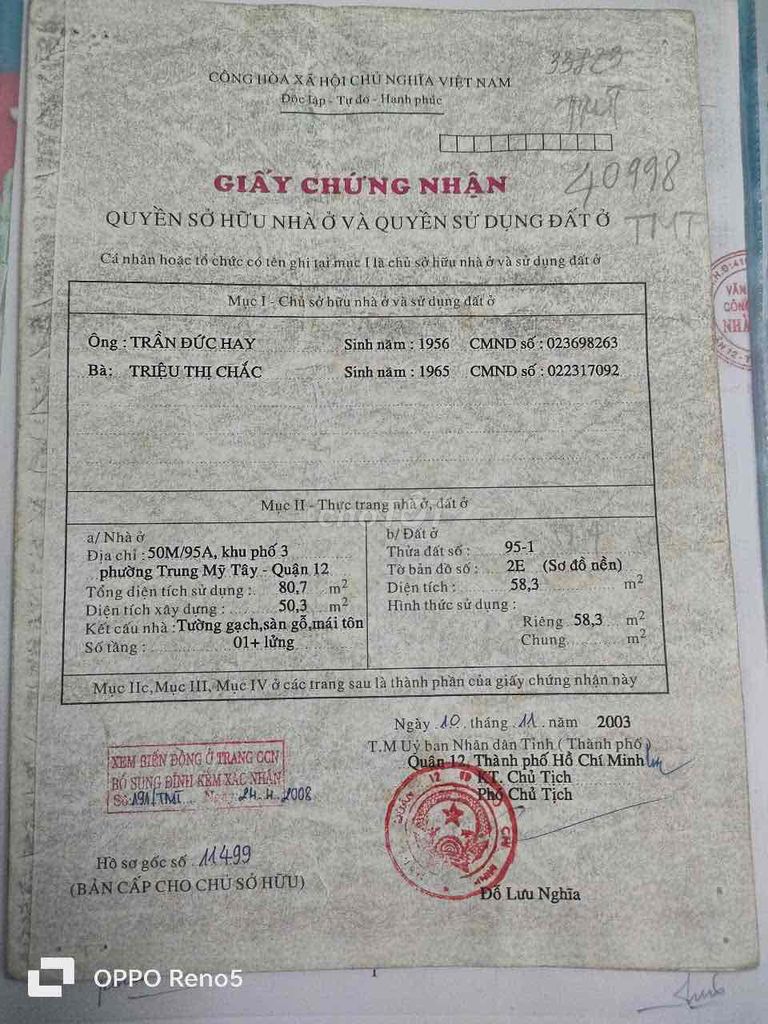 33723
TMT
CỘNG HÒA XÃ HỘI CHỦ NGHĨA VIỆT NAM
Độc lập - Tự do - Hạnh phúc
GIẤY CHỨNG NHẬN
40998
TMT
QUYỀN SỞ HỮU NHÀ Ở VÀ QUYỀN SỬ DỤNG ĐẤT Ở
Cá nhân hoặc tổ chức có tên ghi tại mục I là chủ sở hữu nhà ở và sử dụng đất ở
Mục I - Chủ sở hữu nhà ở và sử dụng đất ở
Ông : TRẦN ĐỨC HAY Sinh năm : 1956 CMND số : 023698263
Bà: TRIỆU THỊ CHẮC Sinh năm : 1965 CMND số : 022317092
Mục II - Thực trạng nhà ở, đất ở
a/ Nhà ở
Địa chỉ : 50M/95A, khu phố 3
phường Trung Mỹ Tây - Quận 12
Tổng diện tích sử dụng : 80,7 m2
Diện tích xây dựng : 50,3 m2
Kết cấu nhà : Tường gạch,sàn gỗ,mái tôn
Số tầng : 01+ lửng
b/ Đất ở
Thửa đất số : 95-1
Tờ bản đồ số : 2E (Sơ đồ nền)
Diện tích : 58,3 m2
Hình thức sử dụng :
Riêng 58,3 m2
Chung m2
Mục IIc,Mục III, Mục IV ở các trang sau là thành phần của giấy chứng nhận này
Ngày 10 tháng 11 năm 2003
T.M Uỷ ban Nhân dân Tỉnh ( Thành phố )
Quận 12, Thành phố Hồ Chí Minh
KT. Chủ Tịch
Phó Chủ Tịch
XEM BIẾN ĐỘNG Ở TRANG GCN
BỔ SUNG ĐÍNH KÈM XÁC NHẬN
Số 191/TMT Ngày 24.4.2008
Hồ sơ gốc số 11499
(BẢN CẤP CHO CHỦ SỞ HỮU)
Đỗ Lưu Nghĩa
OPPO Reno5